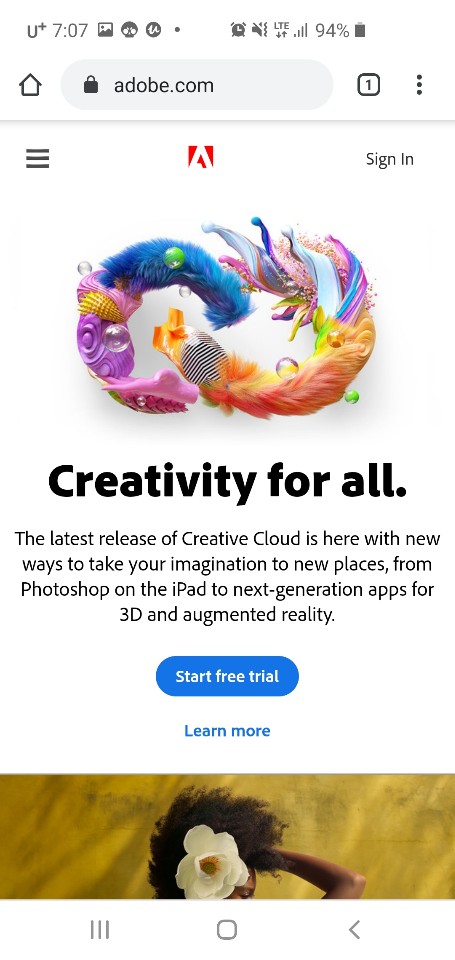 U+ 7:07 LTE 94%
adobe.com 1
Sign In
Creativity for all.
The latest release of Creative Cloud is here with new
ways to take your imagination to new places, from
Photoshop on the iPad to next-generation apps for
3D and augmented reality.
Start free trial
Learn more